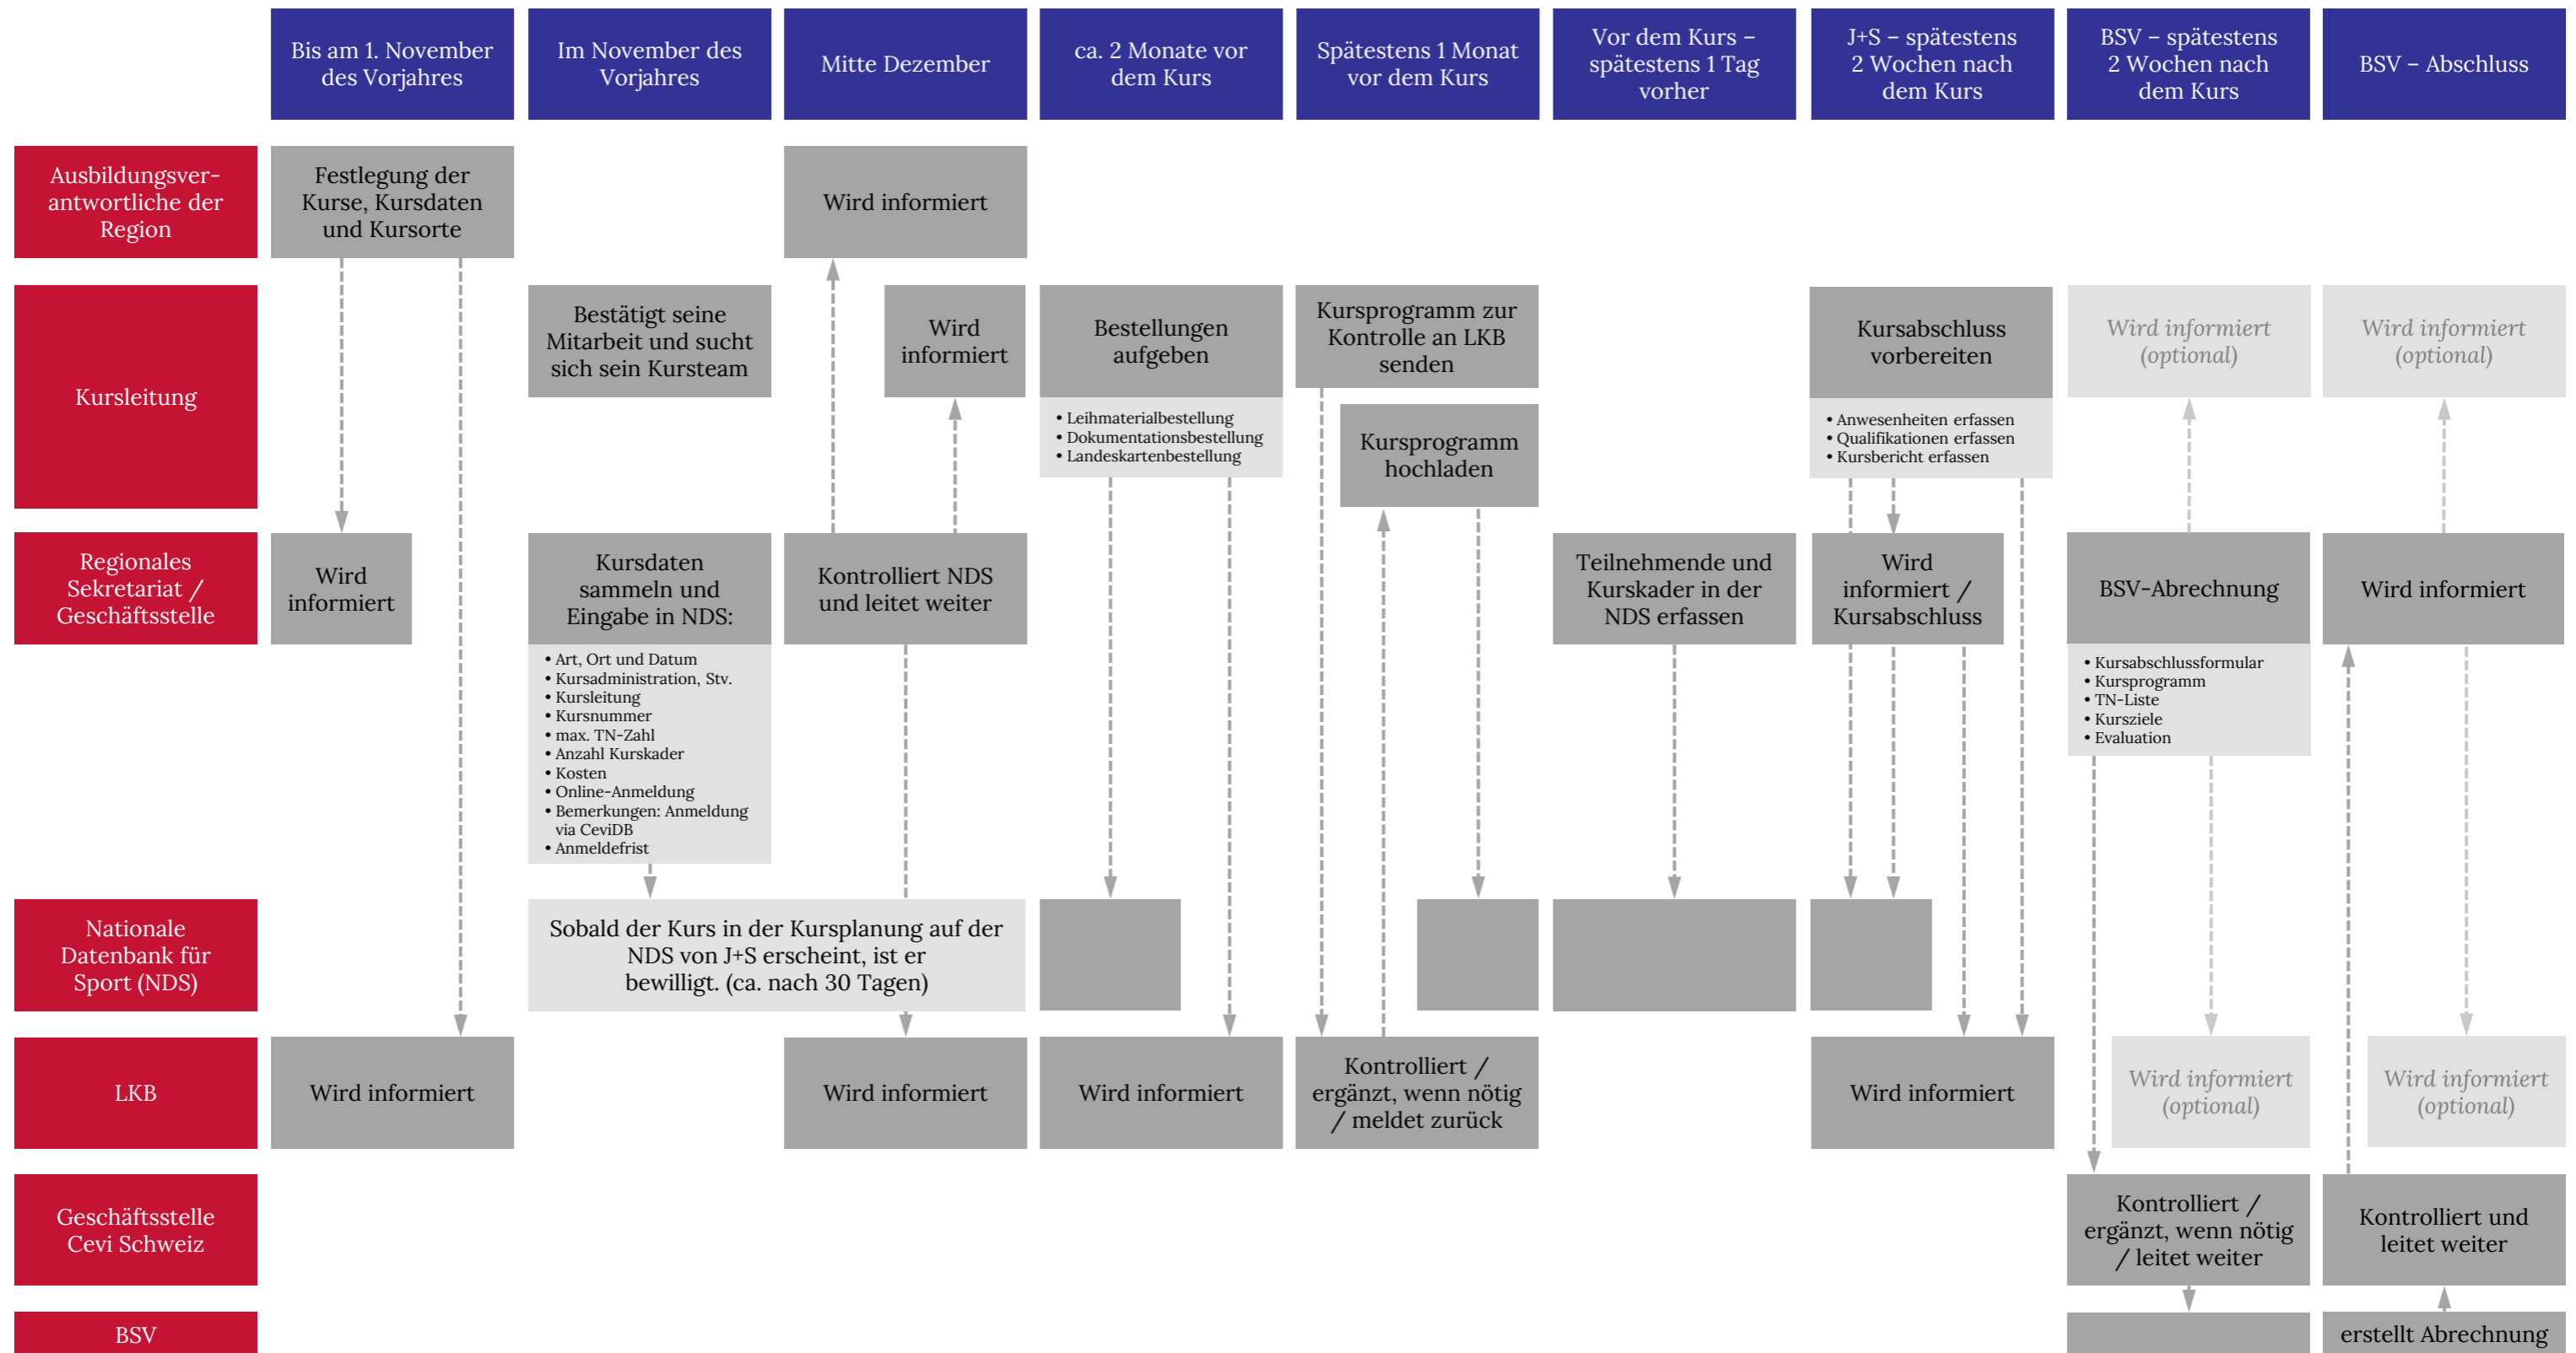 Bis am 1. November
des Vorjahres
Im November des
Vorjahres
Mitte Dezember
ca. 2 Monate vor
dem Kurs
Spätestens 1 Monat
vor dem Kurs
Vor dem Kurs –
spätestens 1 Tag
vorher
J+S – spätestens
2 Wochen nach
dem Kurs
BSV – spätestens
2 Wochen nach
dem Kurs
BSV – Abschluss
Ausbildungsver-
antwortliche der
Region
Festlegung der
Kurse, Kursdaten
und Kursorte
Wird informiert
Kursleitung
Bestätigt seine
Mitarbeit und sucht
sich sein Kursteam
Wird
informiert
Bestellungen
aufgeben
• Leihmaterialbestellung
• Dokumentationsbestellung
• Landeskartenbestellung
Kursprogramm zur
Kontrolle an LKB
senden
Kursprogramm
hochladen
Kursabschluss
vorbereiten
• Anwesenheiten erfassen
• Qualifikationen erfassen
• Kursbericht erfassen
Wird informiert
(optional)
Wird informiert
(optional)
Regionales
Sekretariat /
Geschäftsstelle
Wird
informiert
Kursdaten
sammeln und
Eingabe in NDS:
• Art, Ort und Datum
• Kursadministration, Stv.
• Kursleitung
• Kursnummer
• max. TN-Zahl
• Anzahl Kurskader
• Kosten
• Online-Anmeldung
• Bemerkungen: Anmeldung
via CeviDB
• Anmeldefrist
Kontrolliert NDS
und leitet weiter
Teilnehmende und
Kurskader in der
NDS erfassen
Wird
informiert /
Kursabschluss
BSV-Abrechnung
• Kursabschlussformular
• Kursprogramm
• TN-Liste
• Kursziele
• Evaluation
Wird informiert
Nationale
Datenbank für
Sport (NDS)
Sobald der Kurs in der Kursplanung auf der
NDS von J+S erscheint, ist er
bewilligt. (ca. nach 30 Tagen)
LKB
Wird informiert
Wird informiert
Wird informiert
Kontrolliert /
ergänzt, wenn nötig
/ meldet zurück
Wird informiert
Wird informiert
(optional)
Wird informiert
(optional)
Geschäftsstelle
Cevi Schweiz
Kontrolliert /
ergänzt, wenn nötig
/ leitet weiter
Kontrolliert und
leitet weiter
BSV
erstellt Abrechnung